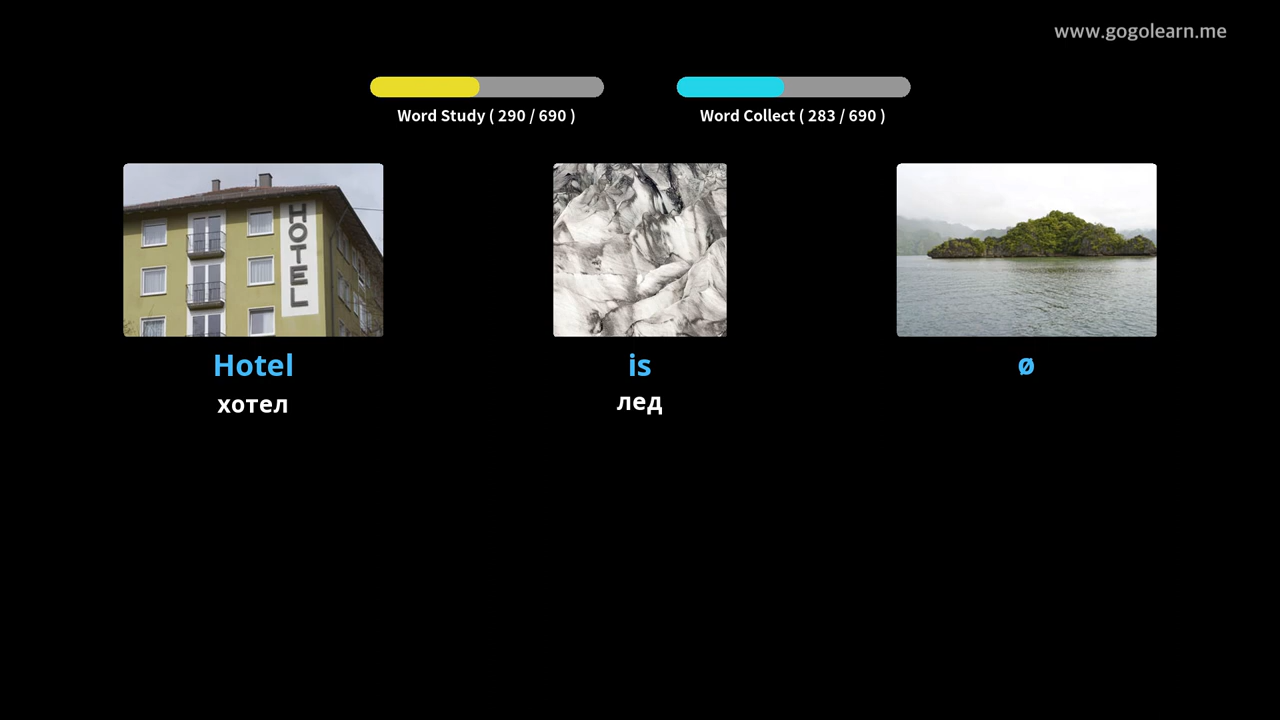 www.gogolearn.me
Word Study ( 290 / 690 )
Word Collect ( 283 / 690 )
HOTEL
Hotel
is
ø
хотел
лед